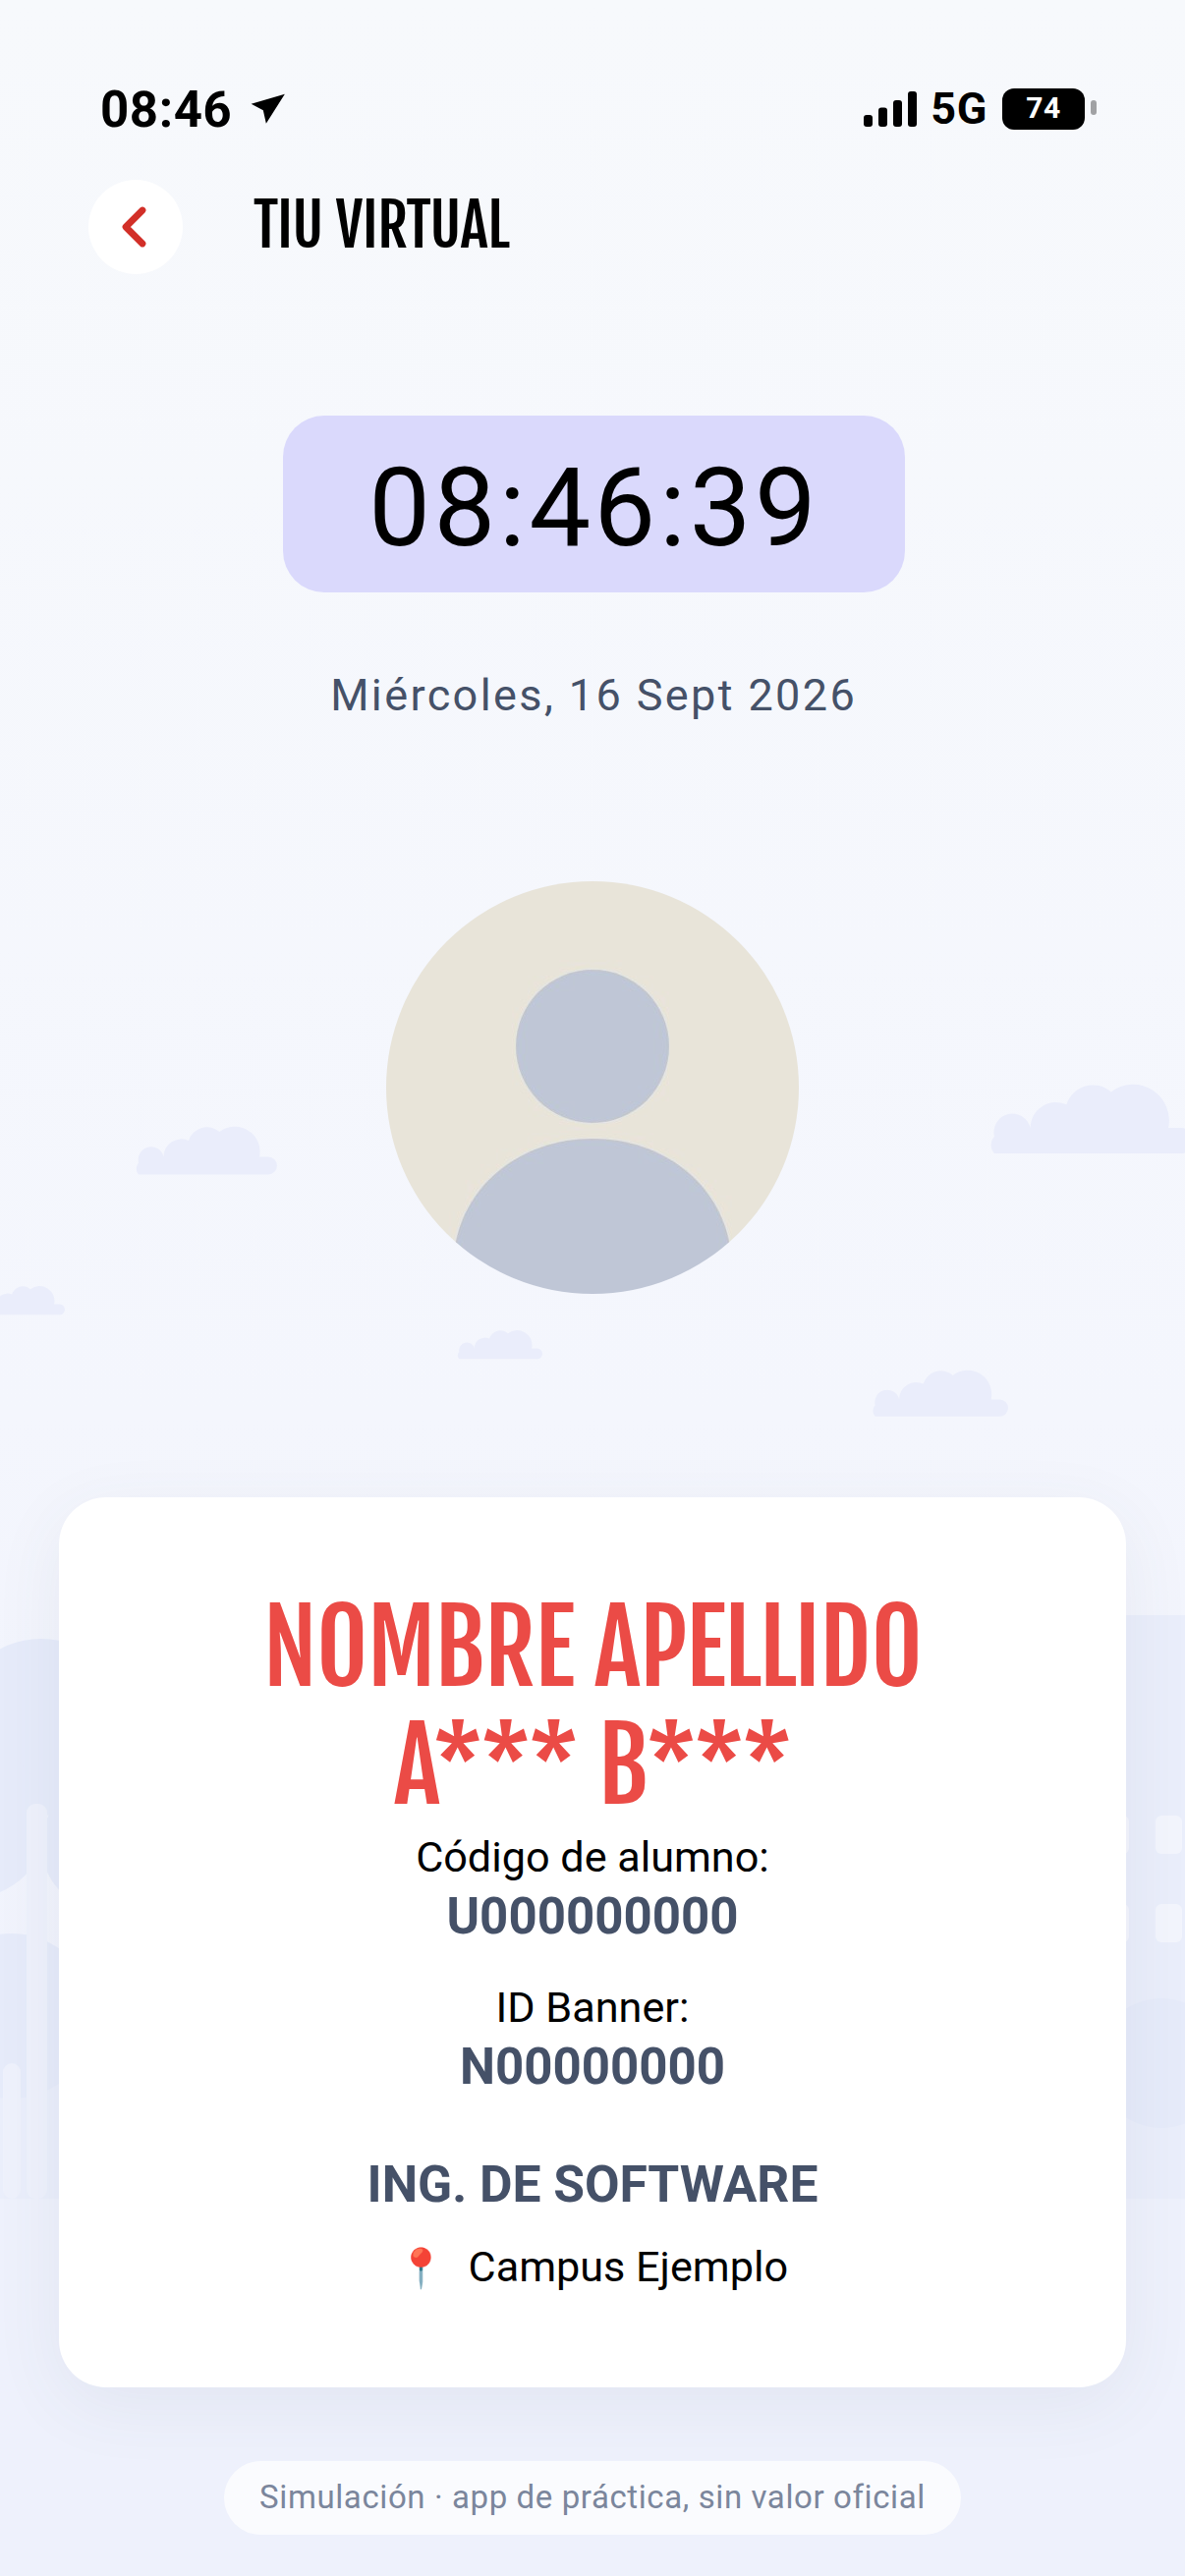 08:46 5G 74
TIU VIRTUAL
08:46:39
Miércoles, 16 Sept 2026
NOMBRE APELLIDO
A*** B***
Código de alumno:
U000000000
ID Banner:
N00000000
ING. DE SOFTWARE
Campus Ejemplo
Simulación · app de práctica, sin valor oficial